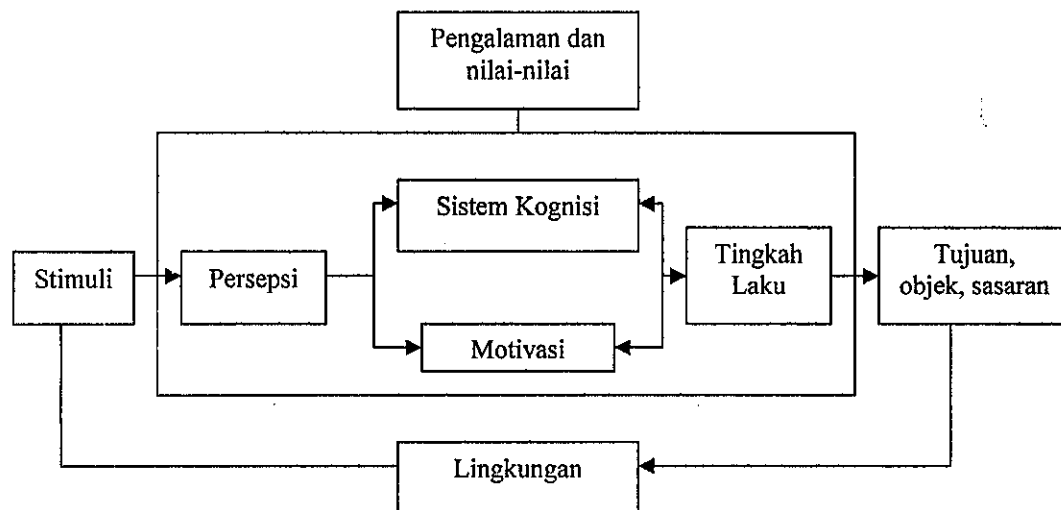 Pengalaman dan
nilai-nilai
Sistem Kognisi
Stimuli
Persepsi
Tingkah
Laku
Tujuan,
objek, sasaran
Motivasi
Lingkungan